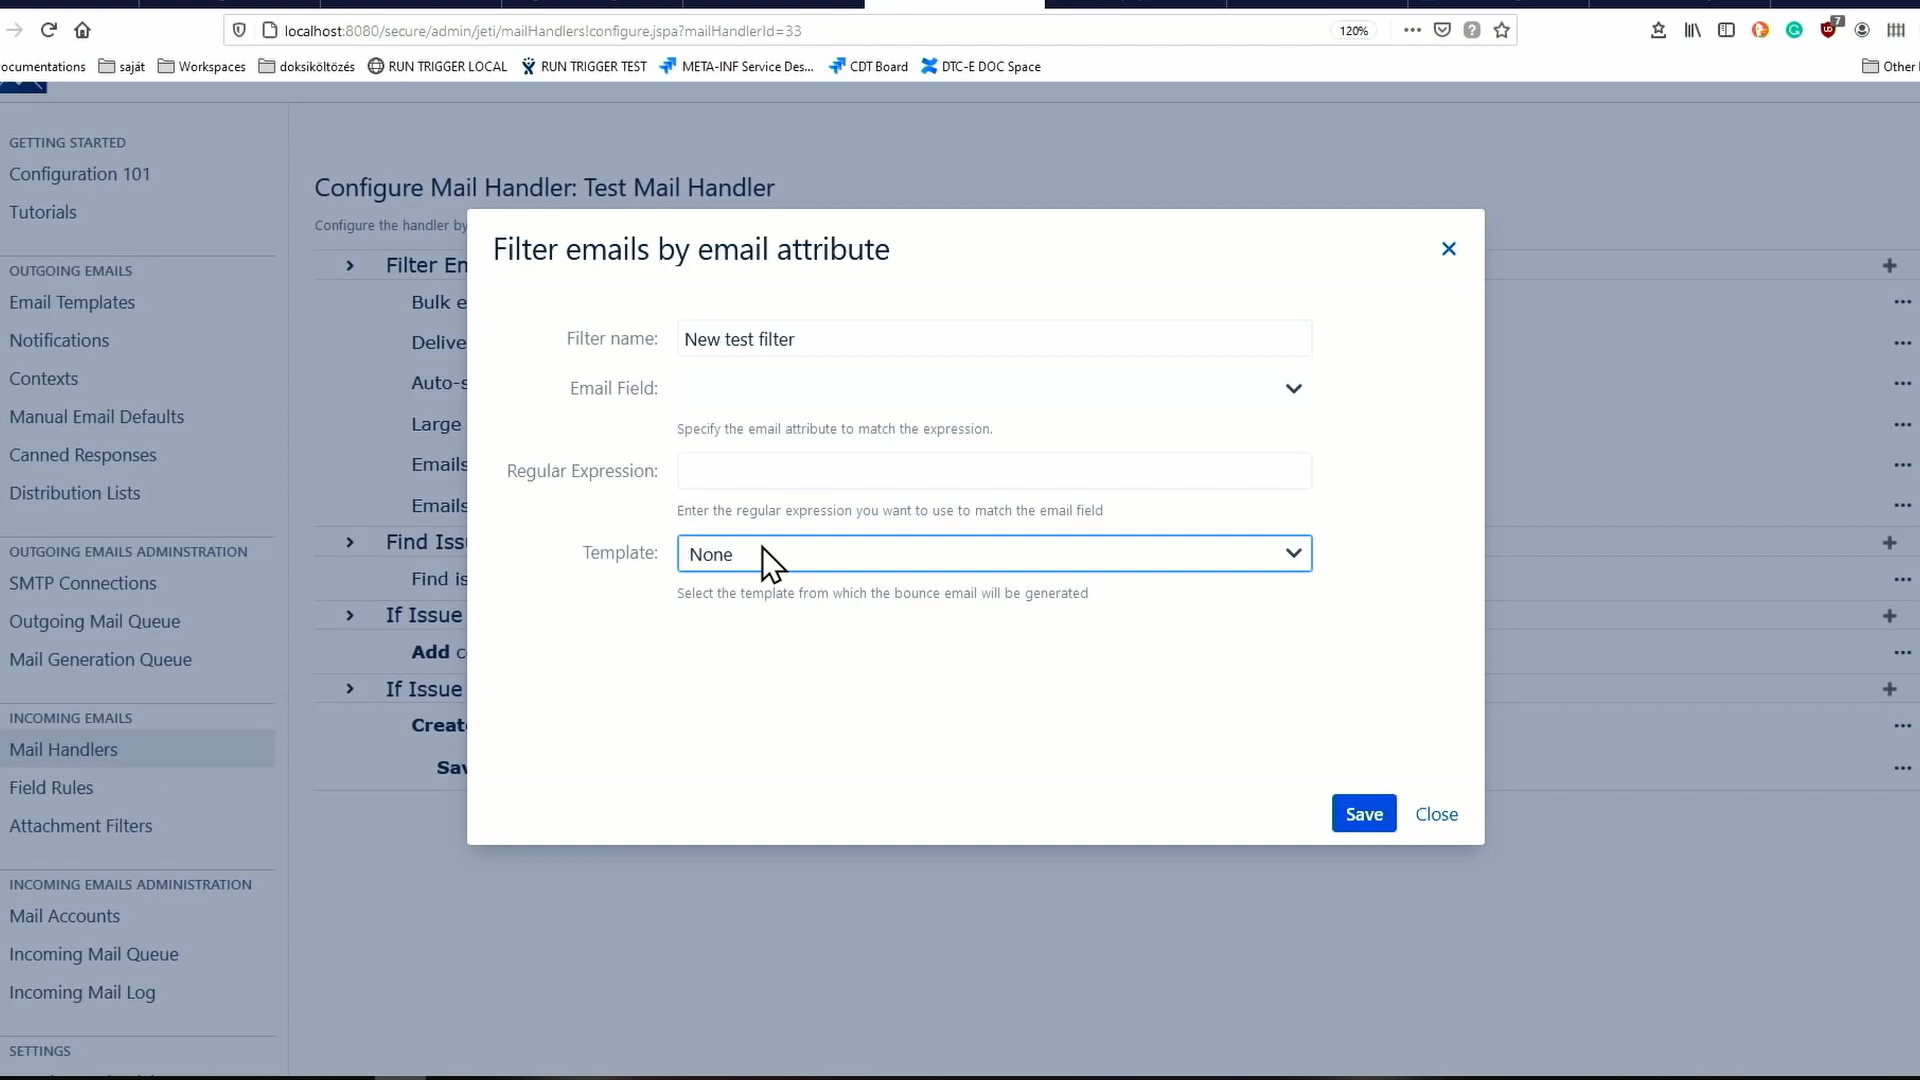 localhost:8080/secure/admin/jeti/mailHandlers!configure.jspa?mailHandlerId=33
120%
7
ocumentations
saját
Workspaces
doksiköltözés
RUN TRIGGER LOCAL
RUN TRIGGER TEST
META-INF Service Des...
CDT Board
DTC-E DOC Space
Other
GETTING STARTED
Configuration 101
Tutorials
OUTGOING EMAILS
Email Templates
Notifications
Contexts
Manual Email Defaults
Canned Responses
Distribution Lists
OUTGOING EMAILS ADMINSTRATION
SMTP Connections
Outgoing Mail Queue
Mail Generation Queue
INCOMING EMAILS
Mail Handlers
Field Rules
Attachment Filters
INCOMING EMAILS ADMINISTRATION
Mail Accounts
Incoming Mail Queue
Incoming Mail Log
SETTINGS
Configure Mail Handler: Test Mail Handler
Configure the handler by
Filter En
Bulk e
Delive
Auto-s
Large
Emails
Emails
Find Iss
Find is
If Issue
Add c
If Issue
Create
Sav
Filter emails by email attribute
Filter name:
New test filter
Email Field:
Specify the email attribute to match the expression.
Regular Expression:
Enter the regular expression you want to use to match the email field
Template:
None
Select the template from which the bounce email will be generated
Save
Close